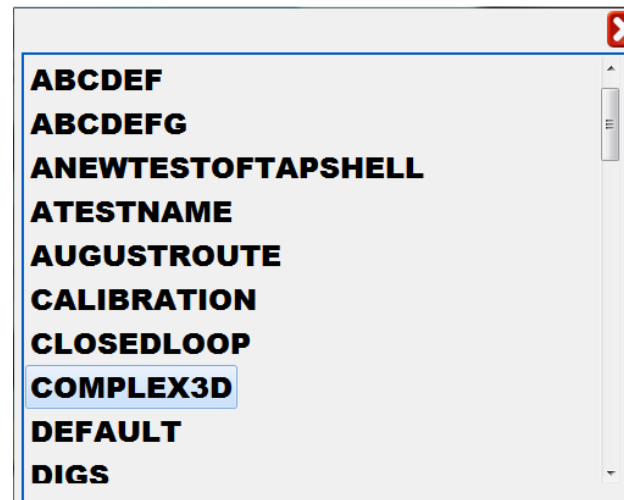 ABCDEF
ABCDEFG
ANEWTESTOFTAPSHELL
ATESTNAME
AUGUSTROUTE
CALIBRATION
CLOSEDLOOP
COMPLEX3D
DEFAULT
DIGS